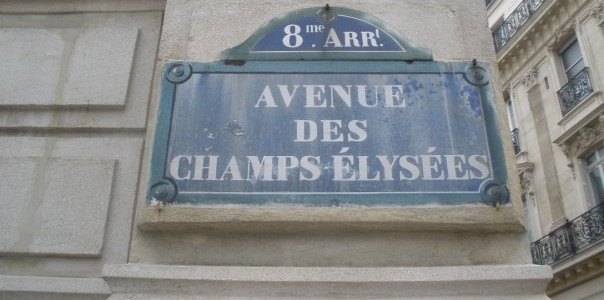 8me ARRt.
AVENUE
DES
CHAMPS-ÉLYSÉES